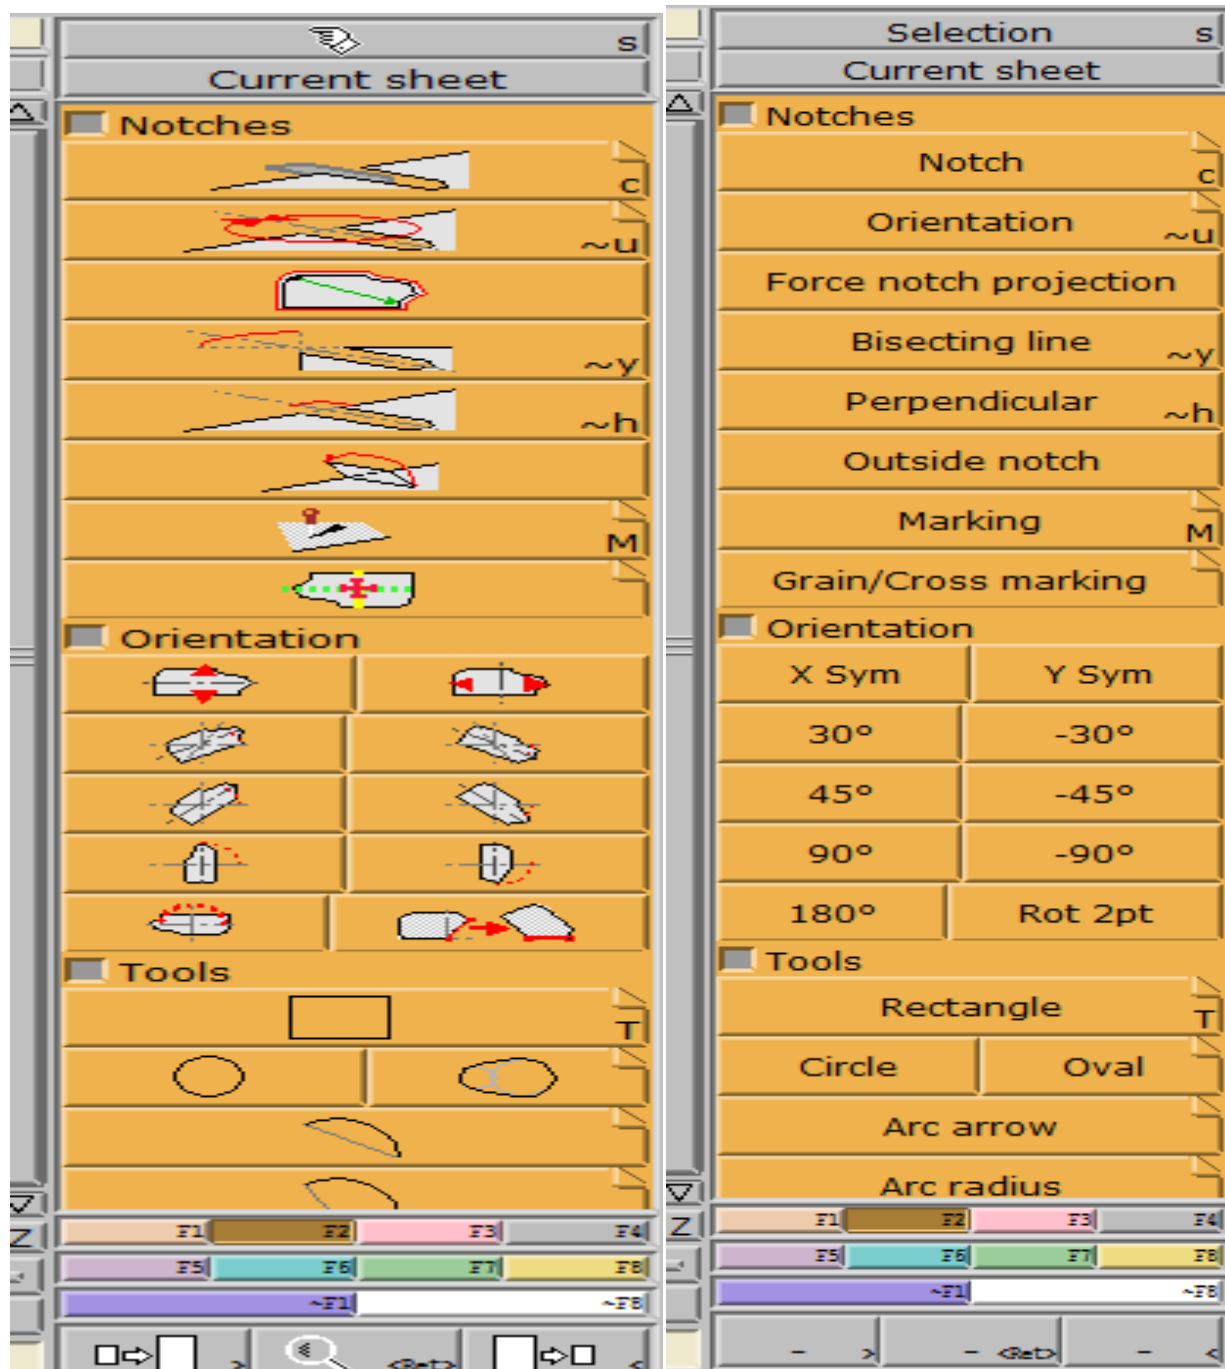 s
Current sheet
Notches
c
~u
~y
~h
M
Orientation
Tools
T
F1 F2 F3 F4
F5 F6 F7 F8
~F1 ~F8
Z
> <Ret> <
Selection s
Current sheet
Notches
Notch c
Orientation ~u
Force notch projection
Bisecting line ~y
Perpendicular ~h
Outside notch
Marking M
Grain/Cross marking
Orientation
X Sym Y Sym
30° -30°
45° -45°
90° -90°
180° Rot 2pt
Tools
Rectangle T
Circle Oval
Arc arrow
Arc radius
Z
F1 F2 F3 F4
F5 F6 F7 F8
~F1 ~F8
– > – <Ret> – <